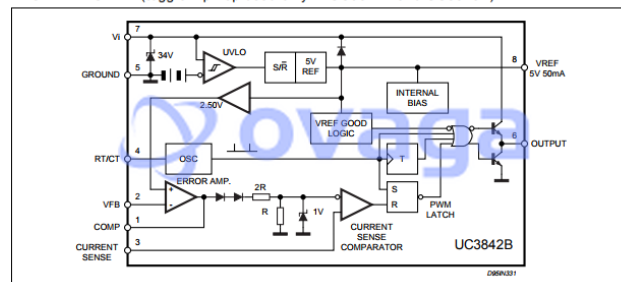 7
Vi
34V
UVLO
S/R̅
5V
REF
8
VREF
5V 50mA
5
GROUND
2.50V
INTERNAL
BIAS
VREF GOOD
LOGIC
6
OUTPUT
4
RT/CT
OSC
T
ERROR AMP.
2R
S
R
PWM
LATCH
+
-
2
VFB
R
1V
1
COMP
CURRENT
SENSE
COMPARATOR
3
CURRENT
SENSE
UC3842B
D95IN331
ovaga